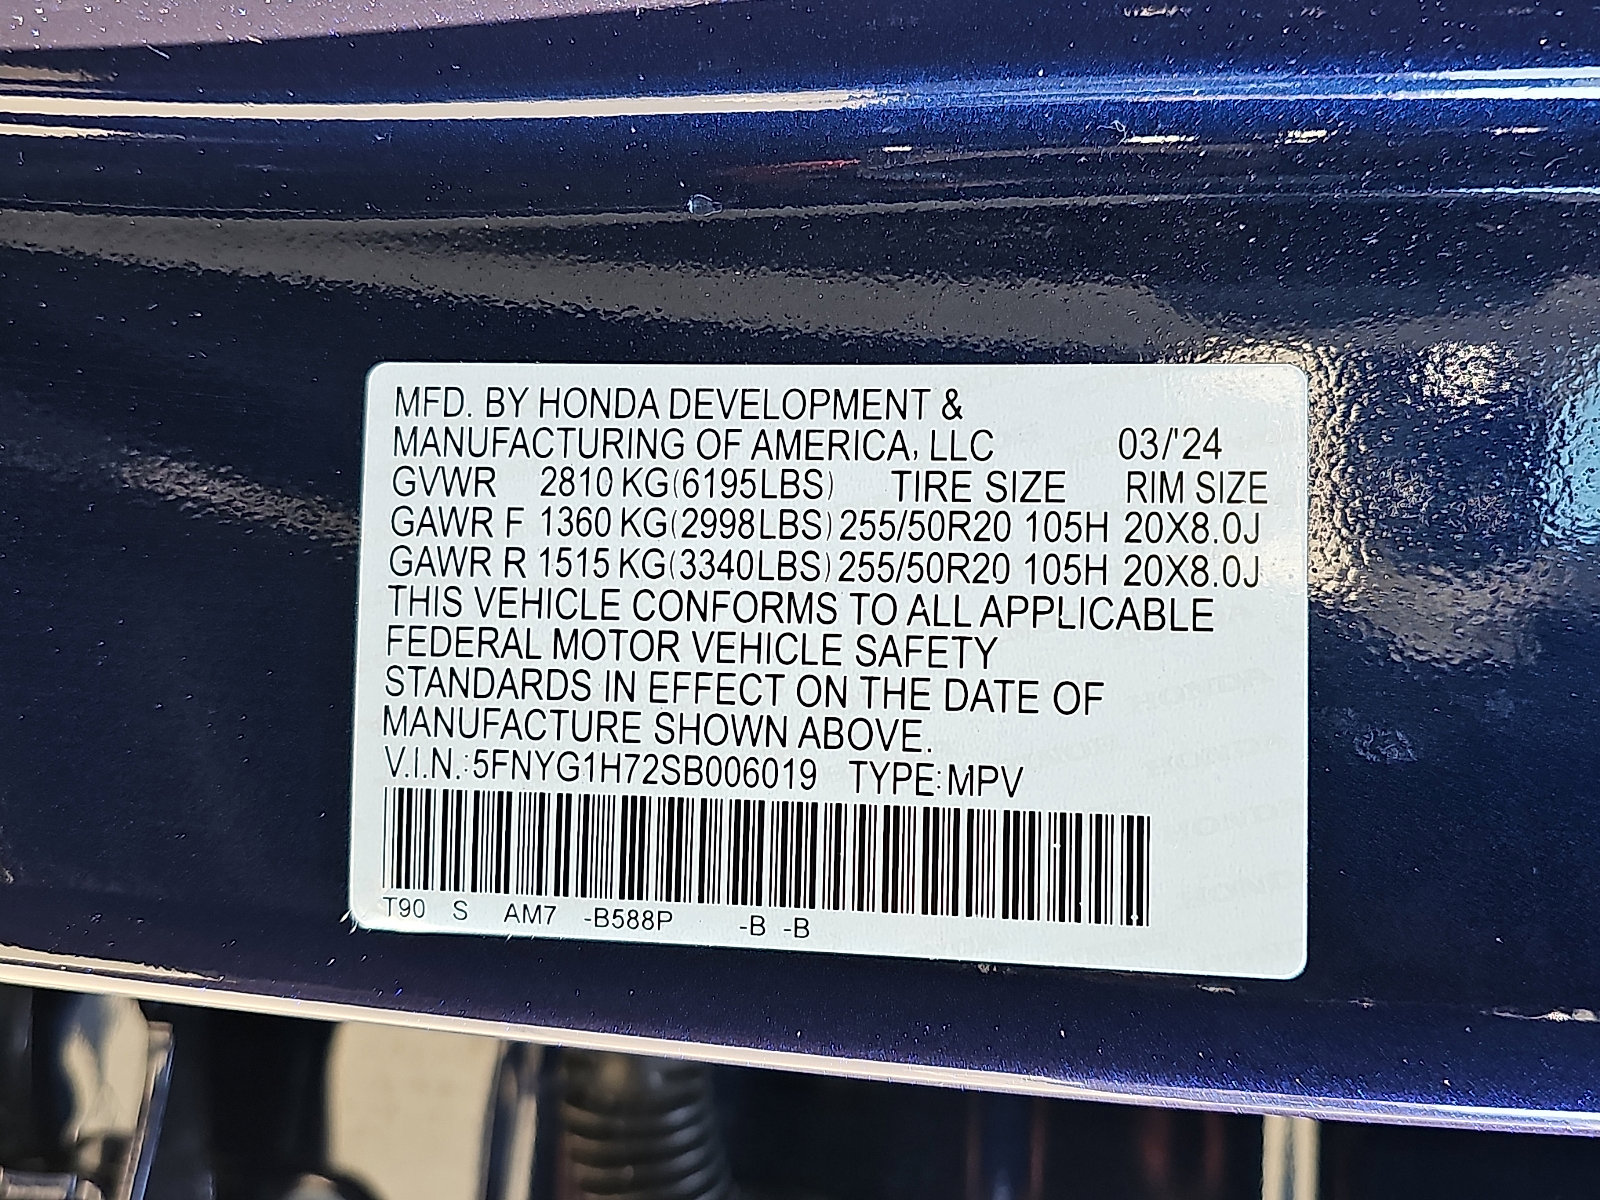 MFD. BY HONDA DEVELOPMENT &
MANUFACTURING OF AMERICA, LLC 03/'24
GVWR 2810 KG(6195LBS) TIRE SIZE RIM SIZE
GAWR F 1360 KG(2998LBS) 255/50R20 105H 20X8.0J
GAWR R 1515 KG(3340LBS) 255/50R20 105H 20X8.0J
THIS VEHICLE CONFORMS TO ALL APPLICABLE
FEDERAL MOTOR VEHICLE SAFETY
STANDARDS IN EFFECT ON THE DATE OF
MANUFACTURE SHOWN ABOVE.
V.I.N.:5FNYG1H72SB006019 TYPE:MPV
T90 S AM7 -B588P -B -B